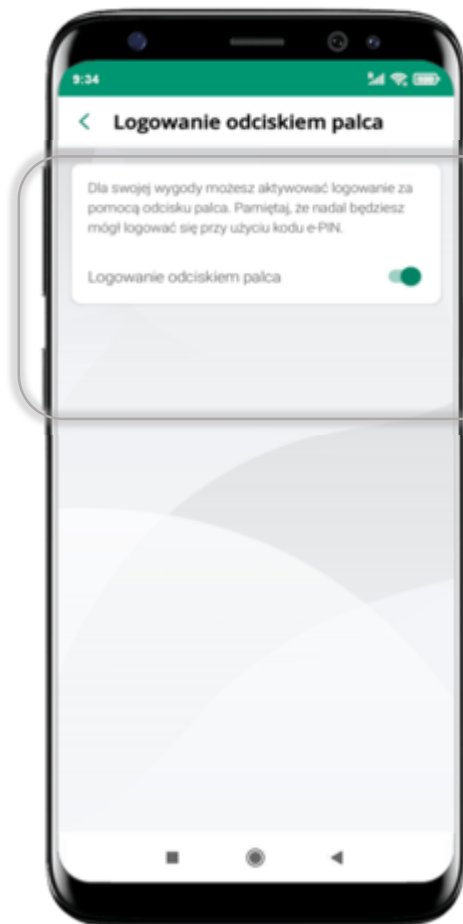 9:34
Logowanie odciskiem palca
Dla swojej wygody możesz aktywować logowanie za
pomocą odcisku palca. Pamiętaj, że nadal będziesz
mógł logować się przy użyciu kodu e-PIN.
Logowanie odciskiem palca